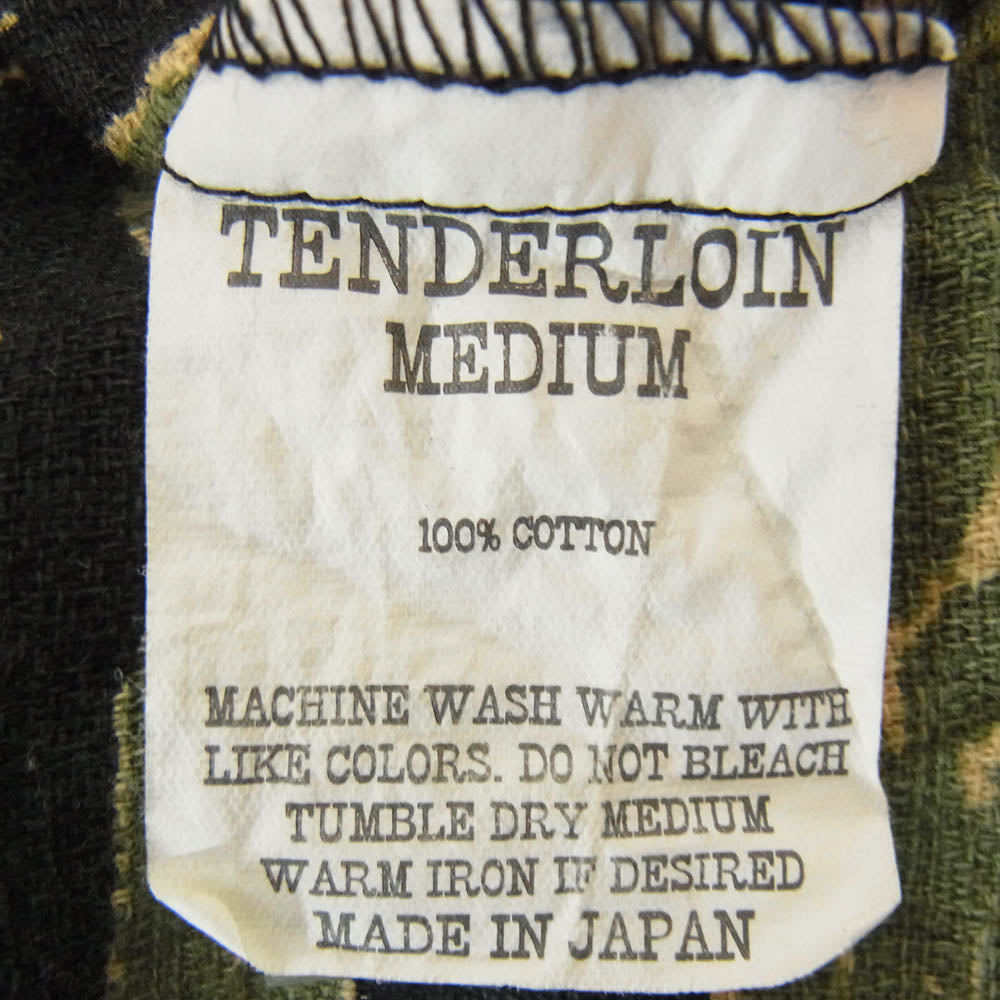 TENDERLOIN
MEDIUM
100% COTTON
MACHINE WASH WARM WITH
LIKE COLORS. DO NOT BLEACH
TUMBLE DRY MEDIUM
WARM IRON IF DESIRED
MADE IN JAPAN